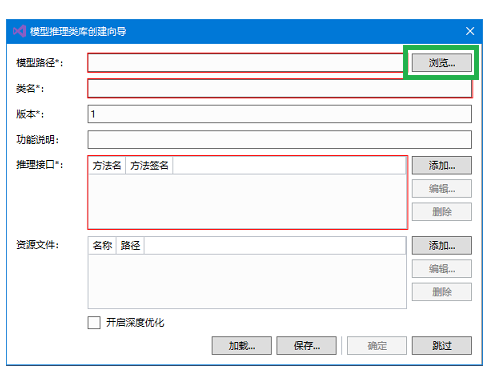 模型推理类库创建向导
模型路径*: 浏览...
类名*:
版本*: 1
功能说明:
推理接口*: 方法名 方法签名 添加...
编辑...
删除
资源文件: 名称 路径 添加...
编辑...
删除
开启深度优化
加载... 保存... 确定 跳过